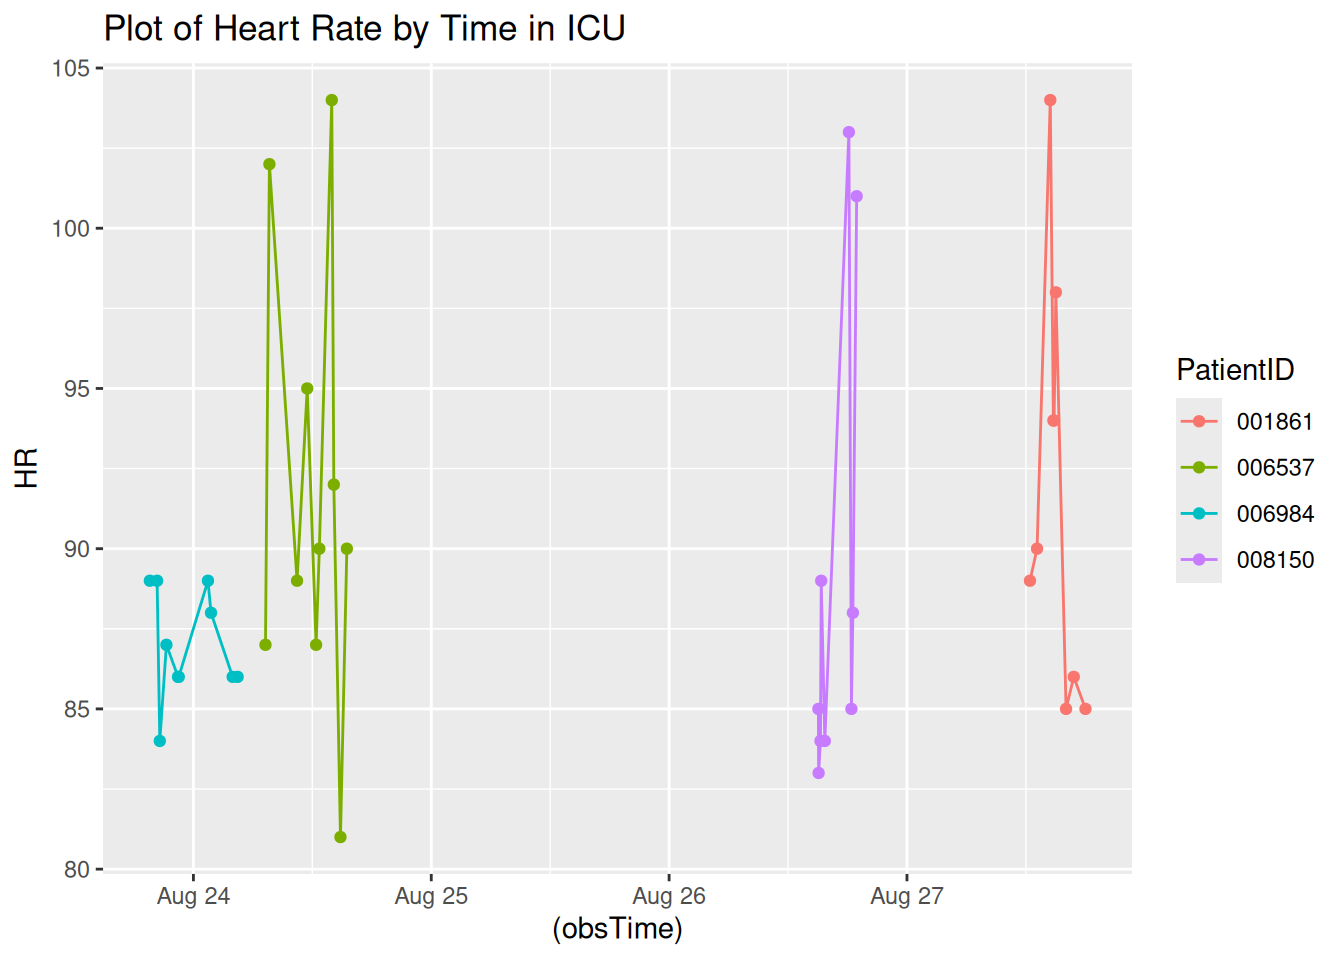 Plot of Heart Rate by Time in ICU
105
100
95
90
85
80
HR
Aug 24
Aug 25
Aug 26
Aug 27
(obsTime)
PatientID
001861
006537
006984
008150